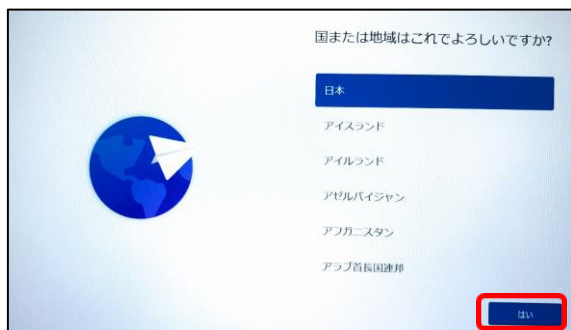 国または地域はこれでよろしいですか?
日本
アイスランド
アイルランド
アゼルバイジャン
アフガニスタン
アラブ首長国連邦
はい